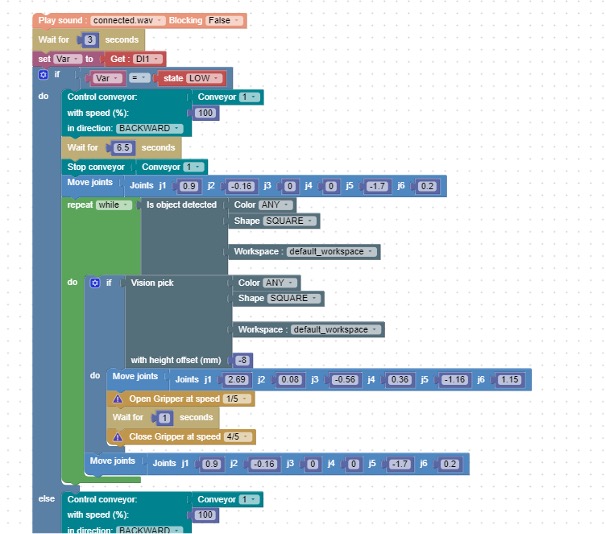 Play sound : connected.wav Blocking False
Wait for 3 seconds
set Var to Get : DI1
if Var = state LOW
do Control conveyor: Conveyor 1
with speed (%): 100
in direction: BACKWARD
Wait for 6.5 seconds
Stop conveyor Conveyor 1
Move joints Joints j1 0.9 j2 -0.16 j3 0 j4 0 j5 -1.7 j6 0.2
repeat while Is object detected Color ANY
Shape SQUARE
Workspace : default_workspace
do if Vision pick Color ANY
Shape SQUARE
Workspace : default_workspace
with height offset (mm) -8
do Move joints Joints j1 2.69 j2 0.08 j3 -0.56 j4 0.36 j5 -1.16 j6 1.15
Open Gripper at speed 1/5
Wait for 1 seconds
Close Gripper at speed 4/5
Move joints Joints j1 0.9 j2 -0.16 j3 0 j4 0 j5 -1.7 j6 0.2
else Control conveyor: Conveyor 1
with speed (%): 100
in direction: BACKWARD